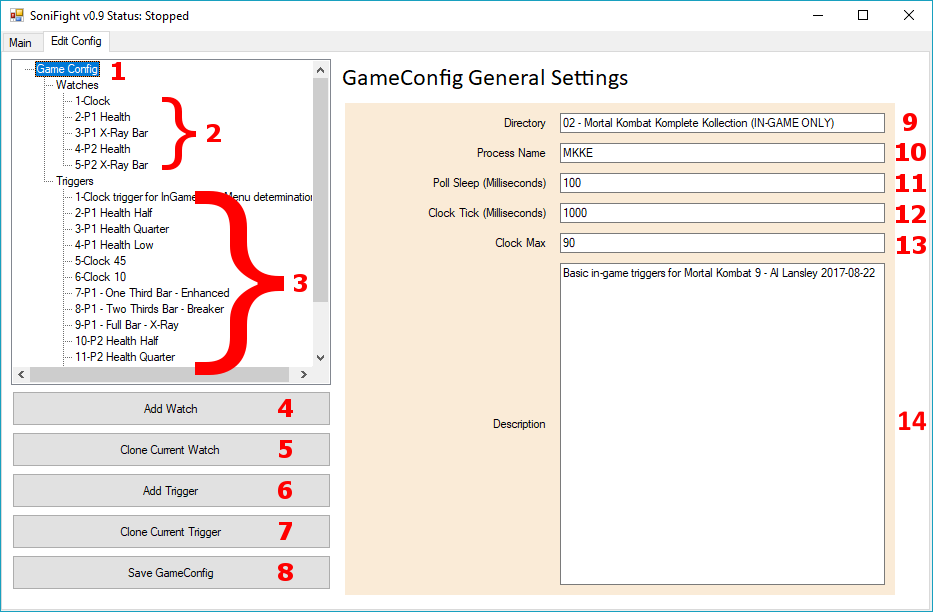 SoniFight v0.9 Status: Stopped
Main Edit Config
Game Config 1
Watches
1-Clock
2-P1 Health
3-P1 X-Ray Bar 2
4-P2 Health
5-P2 X-Ray Bar
Triggers
1-Clock trigger for InGame Menu determination
2-P1 Health Half
3-P1 Health Quarter
4-P1 Health Low
5-Clock 45
6-Clock 10
7-P1 - One Third Bar - Enhanced 3
8-P1 - Two Thirds Bar - Breaker
9-P1 - Full Bar - X-Ray
10-P2 Health Half
11-P2 Health Quarter
Add Watch 4
Clone Current Watch 5
Add Trigger 6
Clone Current Trigger 7
Save GameConfig 8
GameConfig General Settings
Directory 02 - Mortal Kombat Komplete Kollection (IN-GAME ONLY) 9
Process Name MKKE 10
Poll Sleep (Milliseconds) 100 11
Clock Tick (Milliseconds) 1000 12
Clock Max 90 13
Basic in-game triggers for Mortal Kombat 9 - Al Lansley 2017-08-22
Description 14